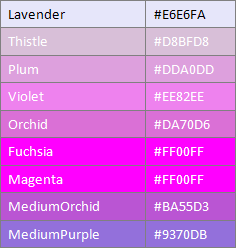 Lavender #E6E6FA
Thistle #D8BFD8
Plum #DDA0DD
Violet #EE82EE
Orchid #DA70D6
Fuchsia #FF00FF
Magenta #FF00FF
MediumOrchid #BA55D3
MediumPurple #9370DB